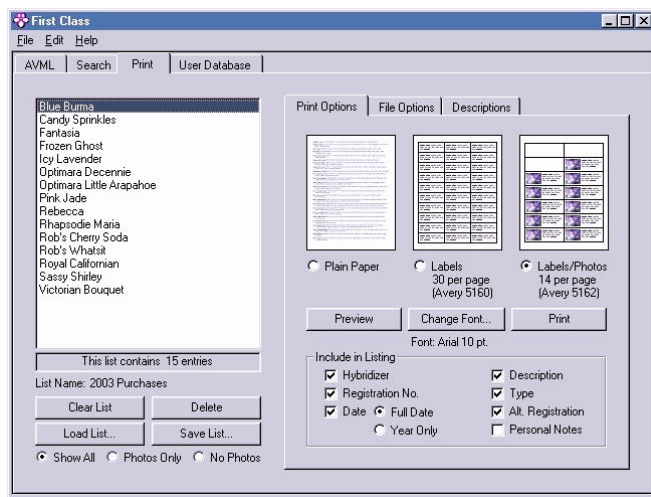 First Class
File Edit Help
AVML Search Print User Database
Blue Burma
Candy Sprinkles
Fantasia
Frozen Ghost
Icy Lavender
Optimara Decennie
Optimara Little Arapahoe
Pink Jade
Rebecca
Rhapsodie Maria
Rob's Cherry Soda
Rob's Whatsit
Royal Californian
Sassy Shirley
Victorian Bouquet
This list contains 15 entries
List Name: 2003 Purchases
Clear List Delete
Load List... Save List...
Show All Photos Only No Photos
Print Options File Options Descriptions
Plain Paper
Labels
30 per page
(Avery 5160)
Labels/Photos
14 per page
(Avery 5162)
Preview Change Font... Print
Font: Arial 10 pt.
Include in Listing
Hybridizer Description
Registration No. Type
Date Full Date Alt. Registration
Year Only Personal Notes